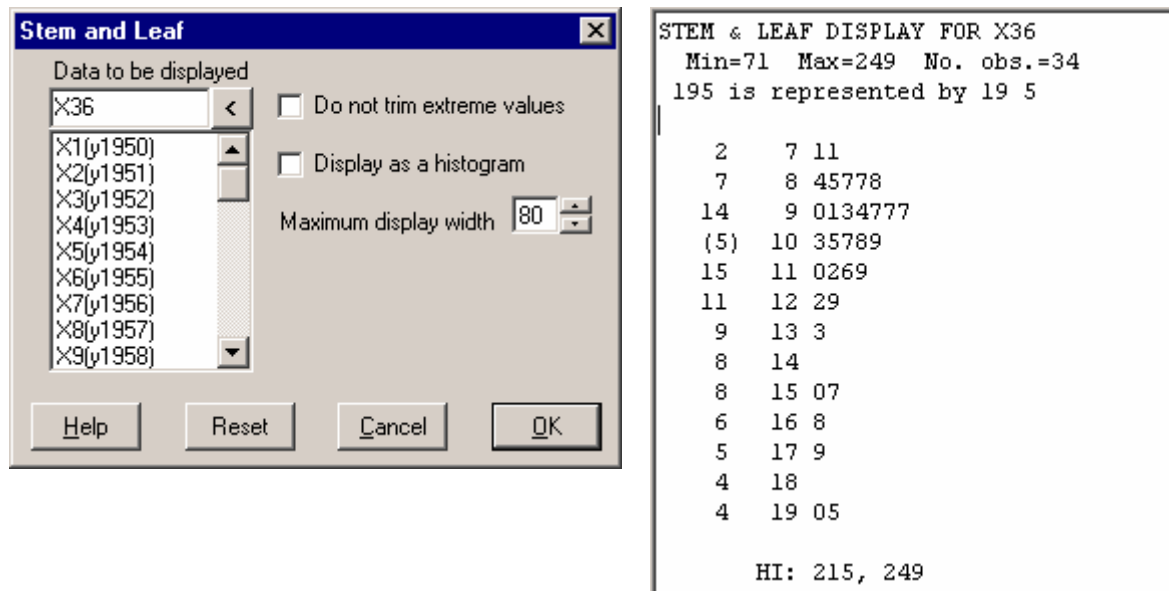 Stem and Leaf
Data to be displayed
X36
<
Do not trim extreme values
X1(y1950)
X2(y1951)
X3(y1952)
X4(y1953)
X5(y1954)
X6(y1955)
X7(y1956)
X8(y1957)
X9(y1958)
Display as a histogram
Maximum display width 80
Help Reset Cancel OK
STEM & LEAF DISPLAY FOR X36
Min=71 Max=249 No. obs.=34
195 is represented by 19 5
2 7 11
7 8 45778
14 9 0134777
(5) 10 35789
15 11 0269
11 12 29
9 13 3
8 14
8 15 07
6 16 8
5 17 9
4 18
4 19 05
HI: 215, 249